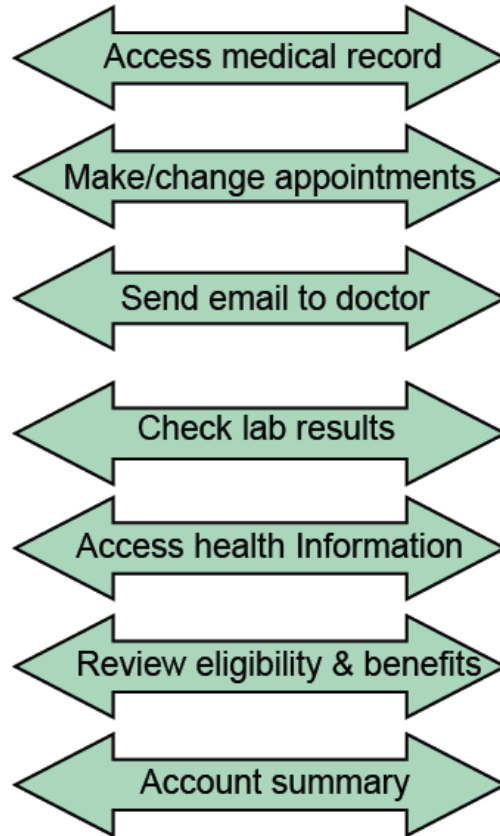 Access medical record
Make/change appointments
Send email to doctor
Check lab results
Access health Information
Review eligibility & benefits
Account summary